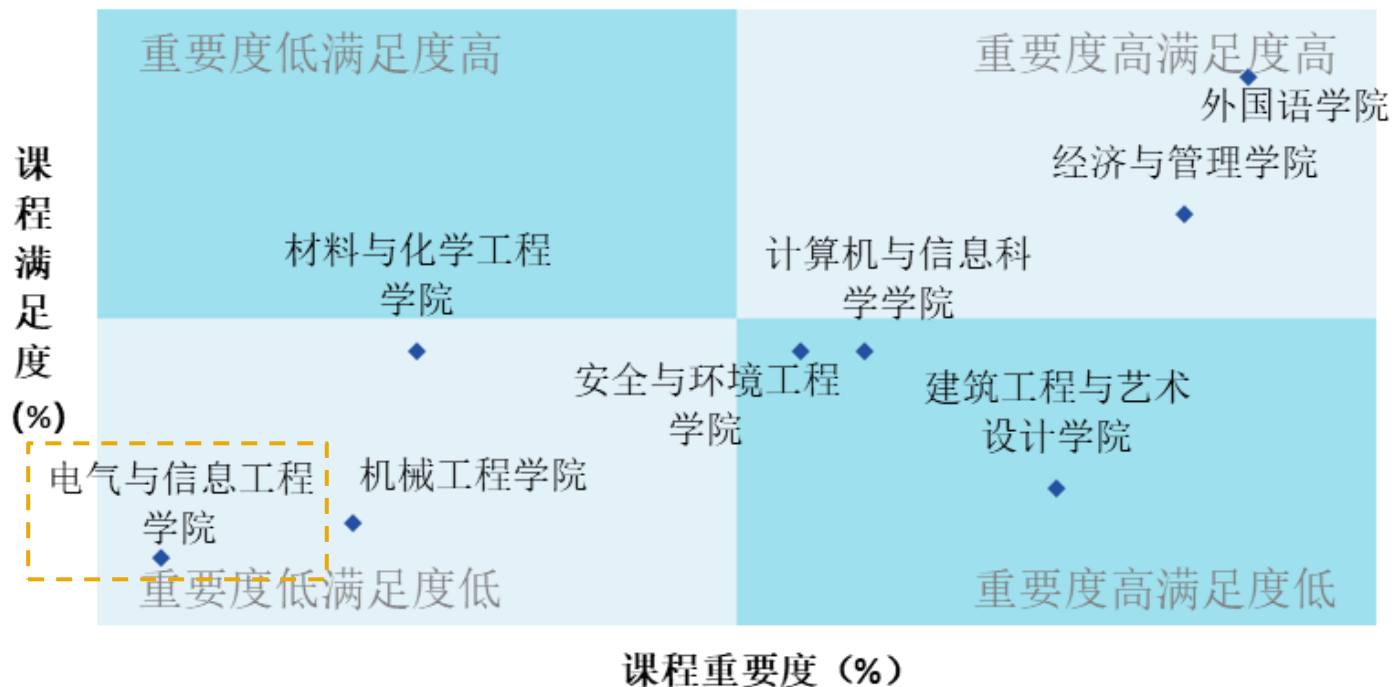 重要度低满足度高
重要度高满足度高
外国语学院
经济与管理学院
课程满足度
(%)
材料与化学工程
学院
计算机与信息科
学学院
安全与环境工程
学院
建筑工程与艺术
设计学院
电气与信息工程
学院
机械工程学院
重要度低满足度低
重要度高满足度低
课程重要度（%）